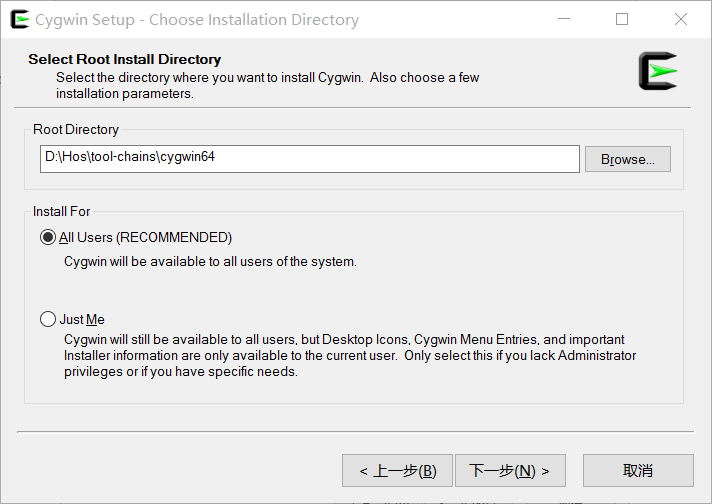 Cygwin Setup - Choose Installation Directory
Select Root Install Directory
Select the directory where you want to install Cygwin.  Also choose a few
installation parameters.
Root Directory
D:\Hos\tool-chains\cygwin64
Browse...
Install For
All Users (RECOMMENDED)
Cygwin will be available to all users of the system.
Just Me
Cygwin will still be available to all users, but Desktop Icons, Cygwin Menu Entries, and important
Installer information are only available to the current user.  Only select this if you lack Administrator
privileges or if you have specific needs.
< 上一步(B)
下一步(N) >
取消